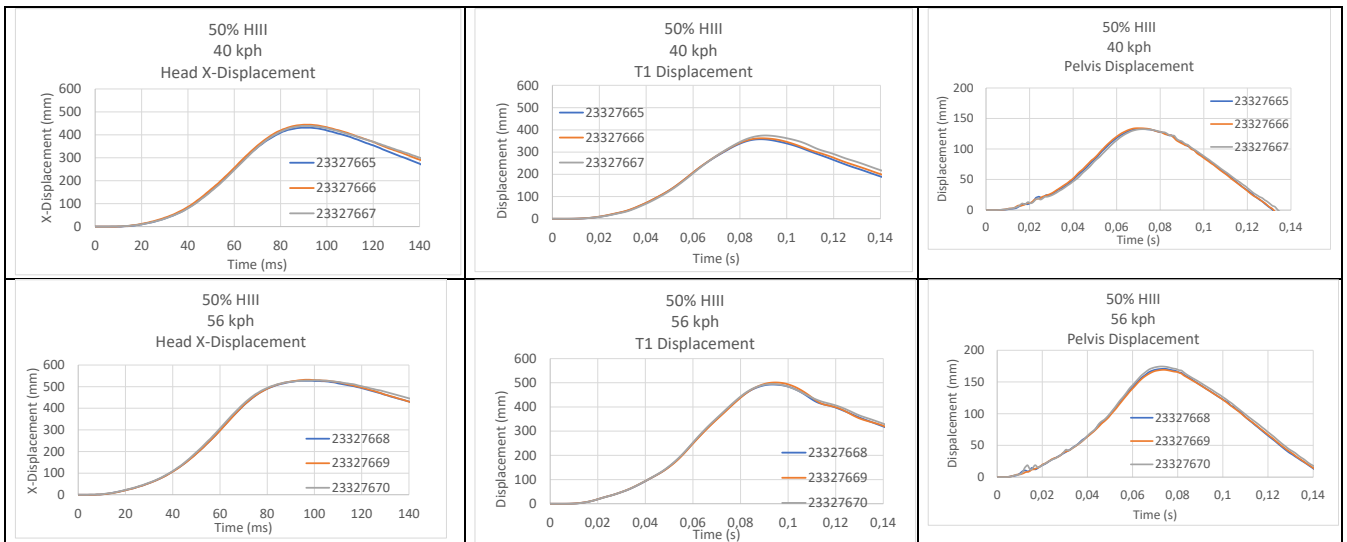 50% HIII
40 kph
Head X-Displacement
X-Displacement (mm)
600
500
400
300
200
100
0
23327665
23327666
23327667
0 20 40 60 80 100 120 140
Time (ms)
50% HIII
40 kph
T1 Displacement
Displacement (mm)
600
500
400
300
200
100
0
23327665
23327666
23327667
0 0,02 0,04 0,06 0,08 0,1 0,12 0,14
Time (s)
50% HIII
40 kph
Pelvis Displacement
Displacement (mm)
200
150
100
50
0
23327665
23327666
23327667
0 0,02 0,04 0,06 0,08 0,1 0,12 0,14
Time (s)
50% HIII
56 kph
Head X-Displacement
X-Displacement (mm)
600
500
400
300
200
100
0
23327668
23327669
23327670
0 20 40 60 80 100 120 140
Time (ms)
50% HIII
56 kph
T1 Displacement
Displacement (mm)
600
500
400
300
200
100
0
23327668
23327669
23327670
0 0,02 0,04 0,06 0,08 0,1 0,12 0,14
Time (s)
50% HIII
56 kph
Pelvis Displacement
Dispalcement (mm)
200
150
100
50
0
23327668
23327669
23327670
0 0,02 0,04 0,06 0,08 0,1 0,12 0,14
Time (s)